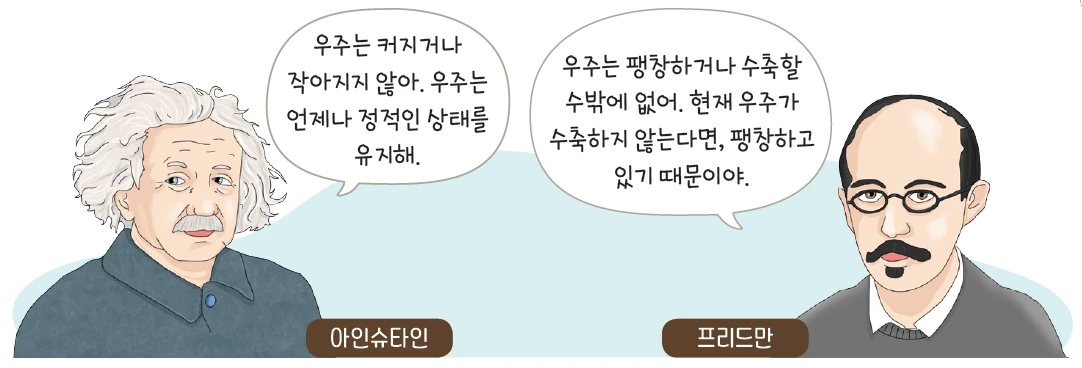 우주는 커지거나
작아지지 않아. 우주는
언제나 정적인 상태를
유지해.
우주는 팽창하거나 수축할
수밖에 없어. 현재 우주가
수축하지 않는다면, 팽창하고
있기 때문이야.
아인슈타인
프리드만